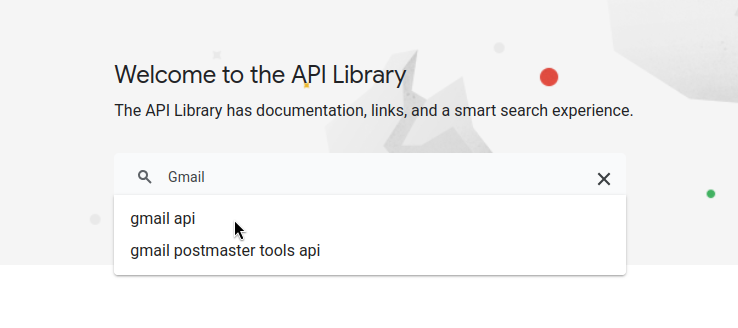 Welcome to the API Library
The API Library has documentation, links, and a smart search experience.
Gmail
gmail api
gmail postmaster tools api